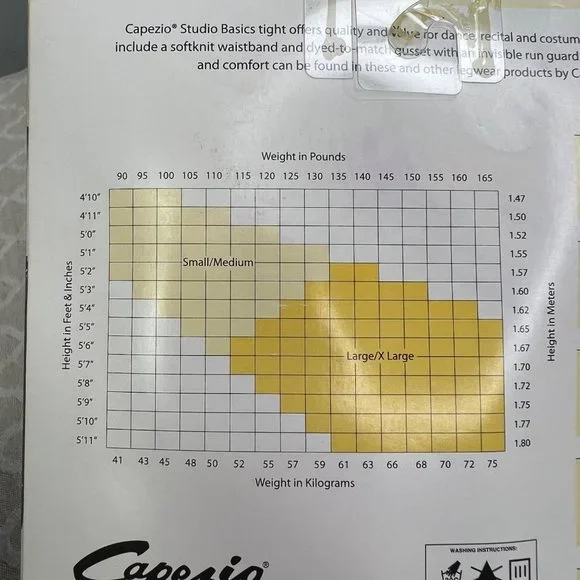 Capezio® Studio Basics tight offers quality and value for dance, recital and costum
include a softknit waistband and dyed-to-match gusset with an invisible run guard
and comfort can be found in these and other legwear products by C
Weight in Pounds
90 95 100 105 110 115 120 125 130 135 140 145 150 155 160 165
4'10" 1.47
4'11" 1.50
5'0" 1.52
5'1" 1.55
5'2" 1.57
5'3" 1.60
5'4" 1.62
5'5" 1.65
5'6" 1.67
5'7" 1.70
5'8" 1.72
5'9" 1.75
5'10" 1.77
5'11" 1.80
Height in Feet & Inches
Small/Medium
Large/X Large
Height in Meters
41 43 45 48 50 52 55 57 59 61 63 66 68 70 72 75
Weight in Kilograms
Capezio®
WASHING INSTRUCTIONS: